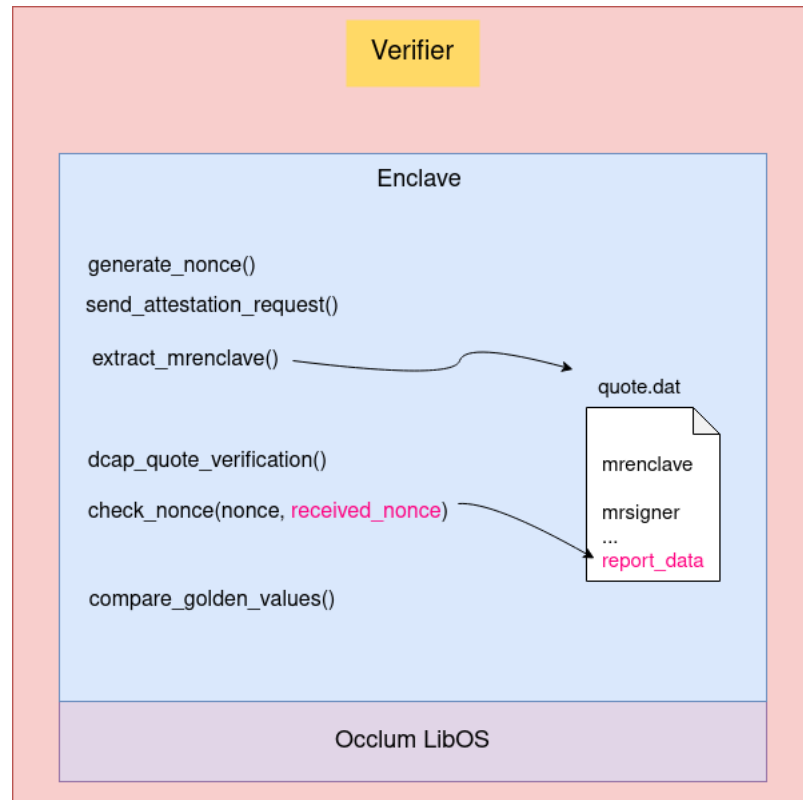 Verifier
Enclave
generate_nonce()
send_attestation_request()
extract_mrenclave()
quote.dat
mrenclave
dcap_quote_verification()
check_nonce(nonce, received_nonce)
mrsigner
...
report_data
compare_golden_values()
Occlum LibOS